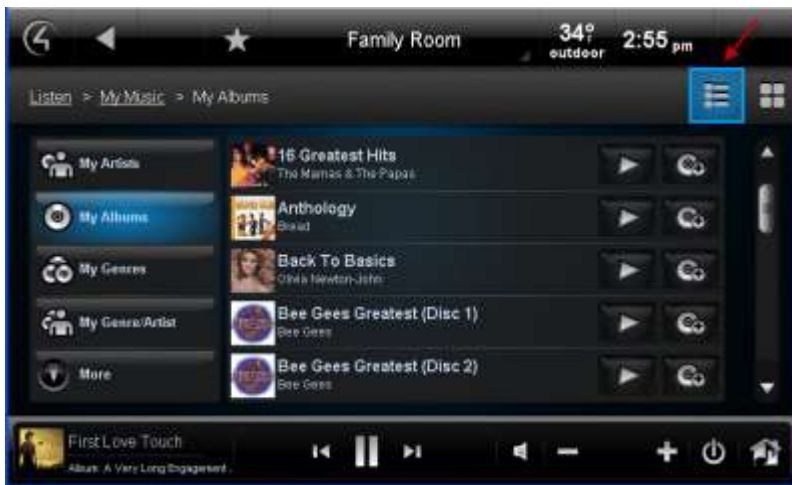 Family Room
34°
outdoor
2:55 pm
Listen > My Music > My Albums
My Artists
My Albums
My Genres
My Genre/Artist
More
16 Greatest Hits
The Mamas & The Papas
Anthology
Bread
Back To Basics
Olivia Newton-John
Bee Gees Greatest (Disc 1)
Bee Gees
Bee Gees Greatest (Disc 2)
Bee Gees
First Love Touch
Album: A Very Long Engagement .